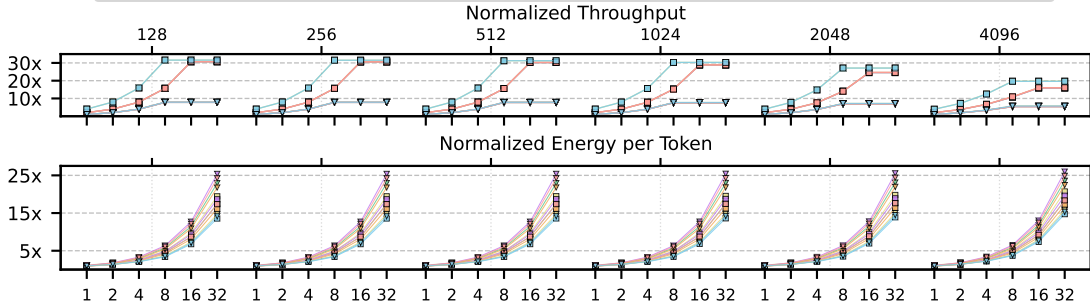 Normalized Throughput
128 256 512 1024 2048 4096
30x
20x
10x
Normalized Energy per Token
25x
15x
5x
1 2 4 8 16 32 1 2 4 8 16 32 1 2 4 8 16 32 1 2 4 8 16 32 1 2 4 8 16 32 1 2 4 8 16 32